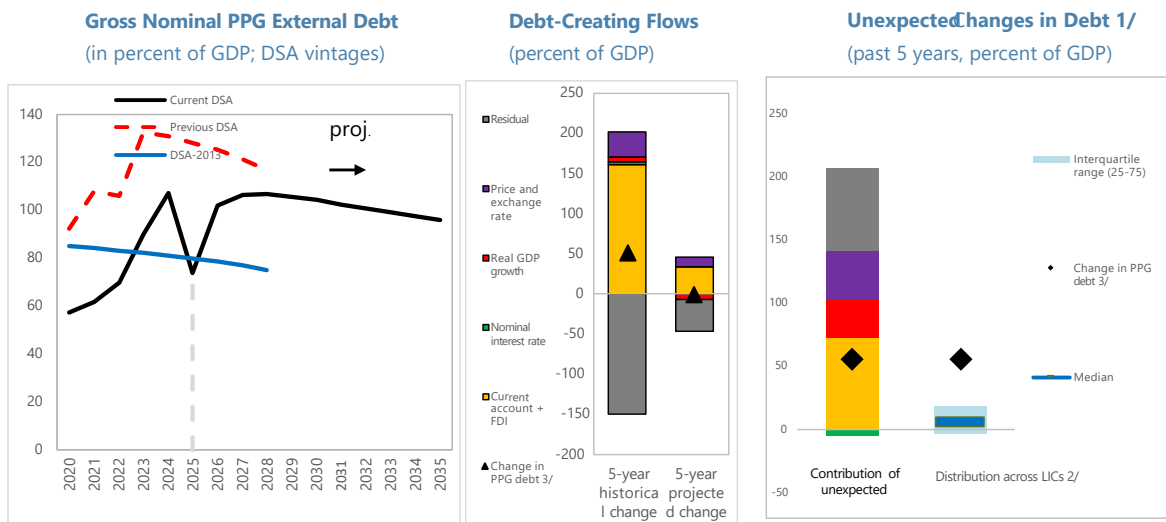 Gross Nominal PPG External Debt
(in percent of GDP; DSA vintages)
Current DSA
Previous DSA
DSA-2013
proj.
140
120
100
80
60
40
20
0
2020
2021
2022
2023
2024
2025
2026
2027
2028
2029
2030
2031
2032
2033
2034
2035
Debt-Creating Flows
(percent of GDP)
Residual
Price and
exchange
rate
Real GDP
growth
Nominal
interest rate
Current
account +
FDI
Change in
PPG debt 3/
250
200
150
100
50
0
-50
-100
-150
-200
5-year
historica
l change
5-year
projecte
d change
Unexpected Changes in Debt 1/
(past 5 years, percent of GDP)
250
200
150
100
50
0
-50
Interquartile
range (25-75)
Change in PPG
debt 3/
Median
Contribution of
unexpected
Distribution across LICs 2/